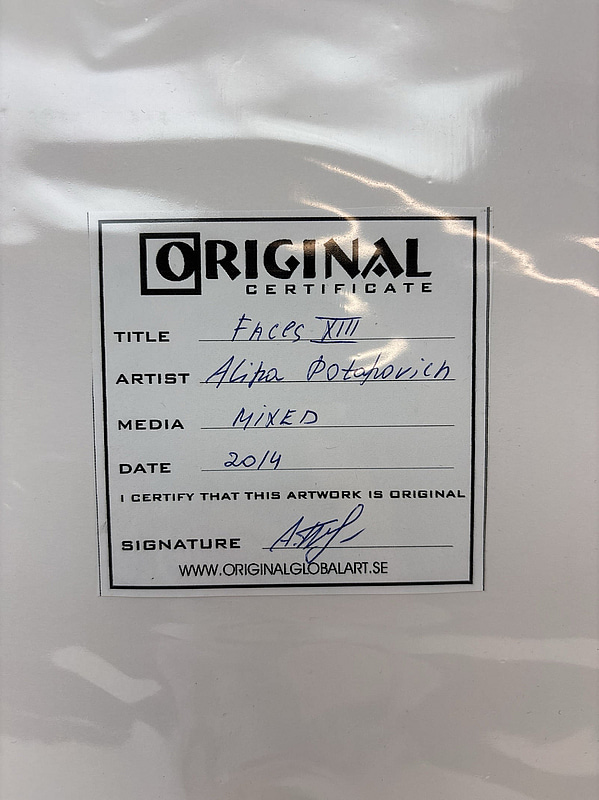 ORIGINAL
CERTIFICATE
TITLE Faces XIII
ARTIST Alipa Potapovich
MEDIA MIXED
DATE 2014
I CERTIFY THAT THIS ARTWORK IS ORIGINAL
SIGNATURE
WWW.ORIGINALGLOBALART.SE